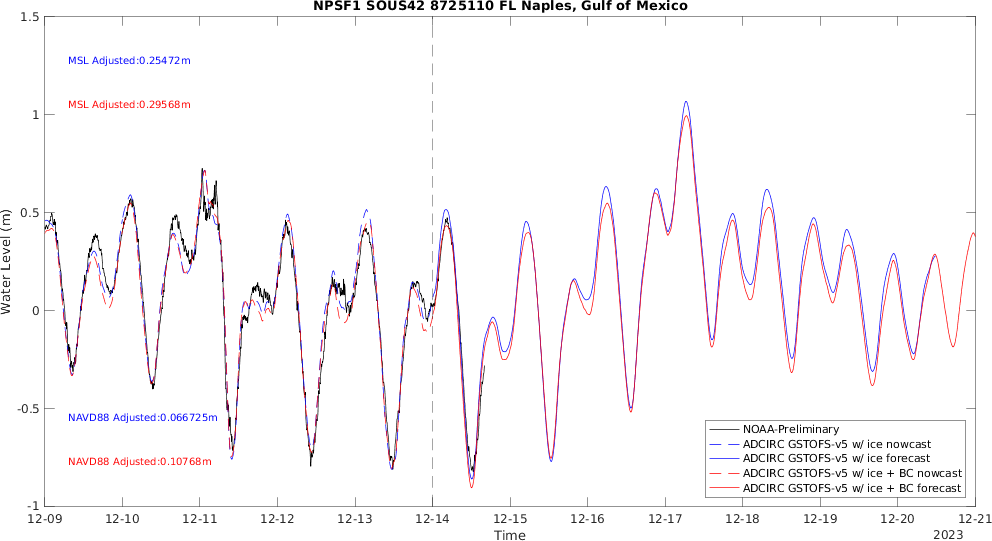 NPSF1 SOUS42 8725110 FL Naples, Gulf of Mexico
1.5
1
0.5
0
-0.5
-1
Water Level (m)
MSL Adjusted:0.25472m
MSL Adjusted:0.29568m
NAVD88 Adjusted:0.066725m
NAVD88 Adjusted:0.10768m
NOAA-Preliminary
ADCIRC GSTOFS-v5 w/ ice nowcast
ADCIRC GSTOFS-v5 w/ ice forecast
ADCIRC GSTOFS-v5 w/ ice + BC nowcast
ADCIRC GSTOFS-v5 w/ ice + BC forecast
12-09 12-10 12-11 12-12 12-13 12-14 12-15 12-16 12-17 12-18 12-19 12-20 12-21
Time
2023